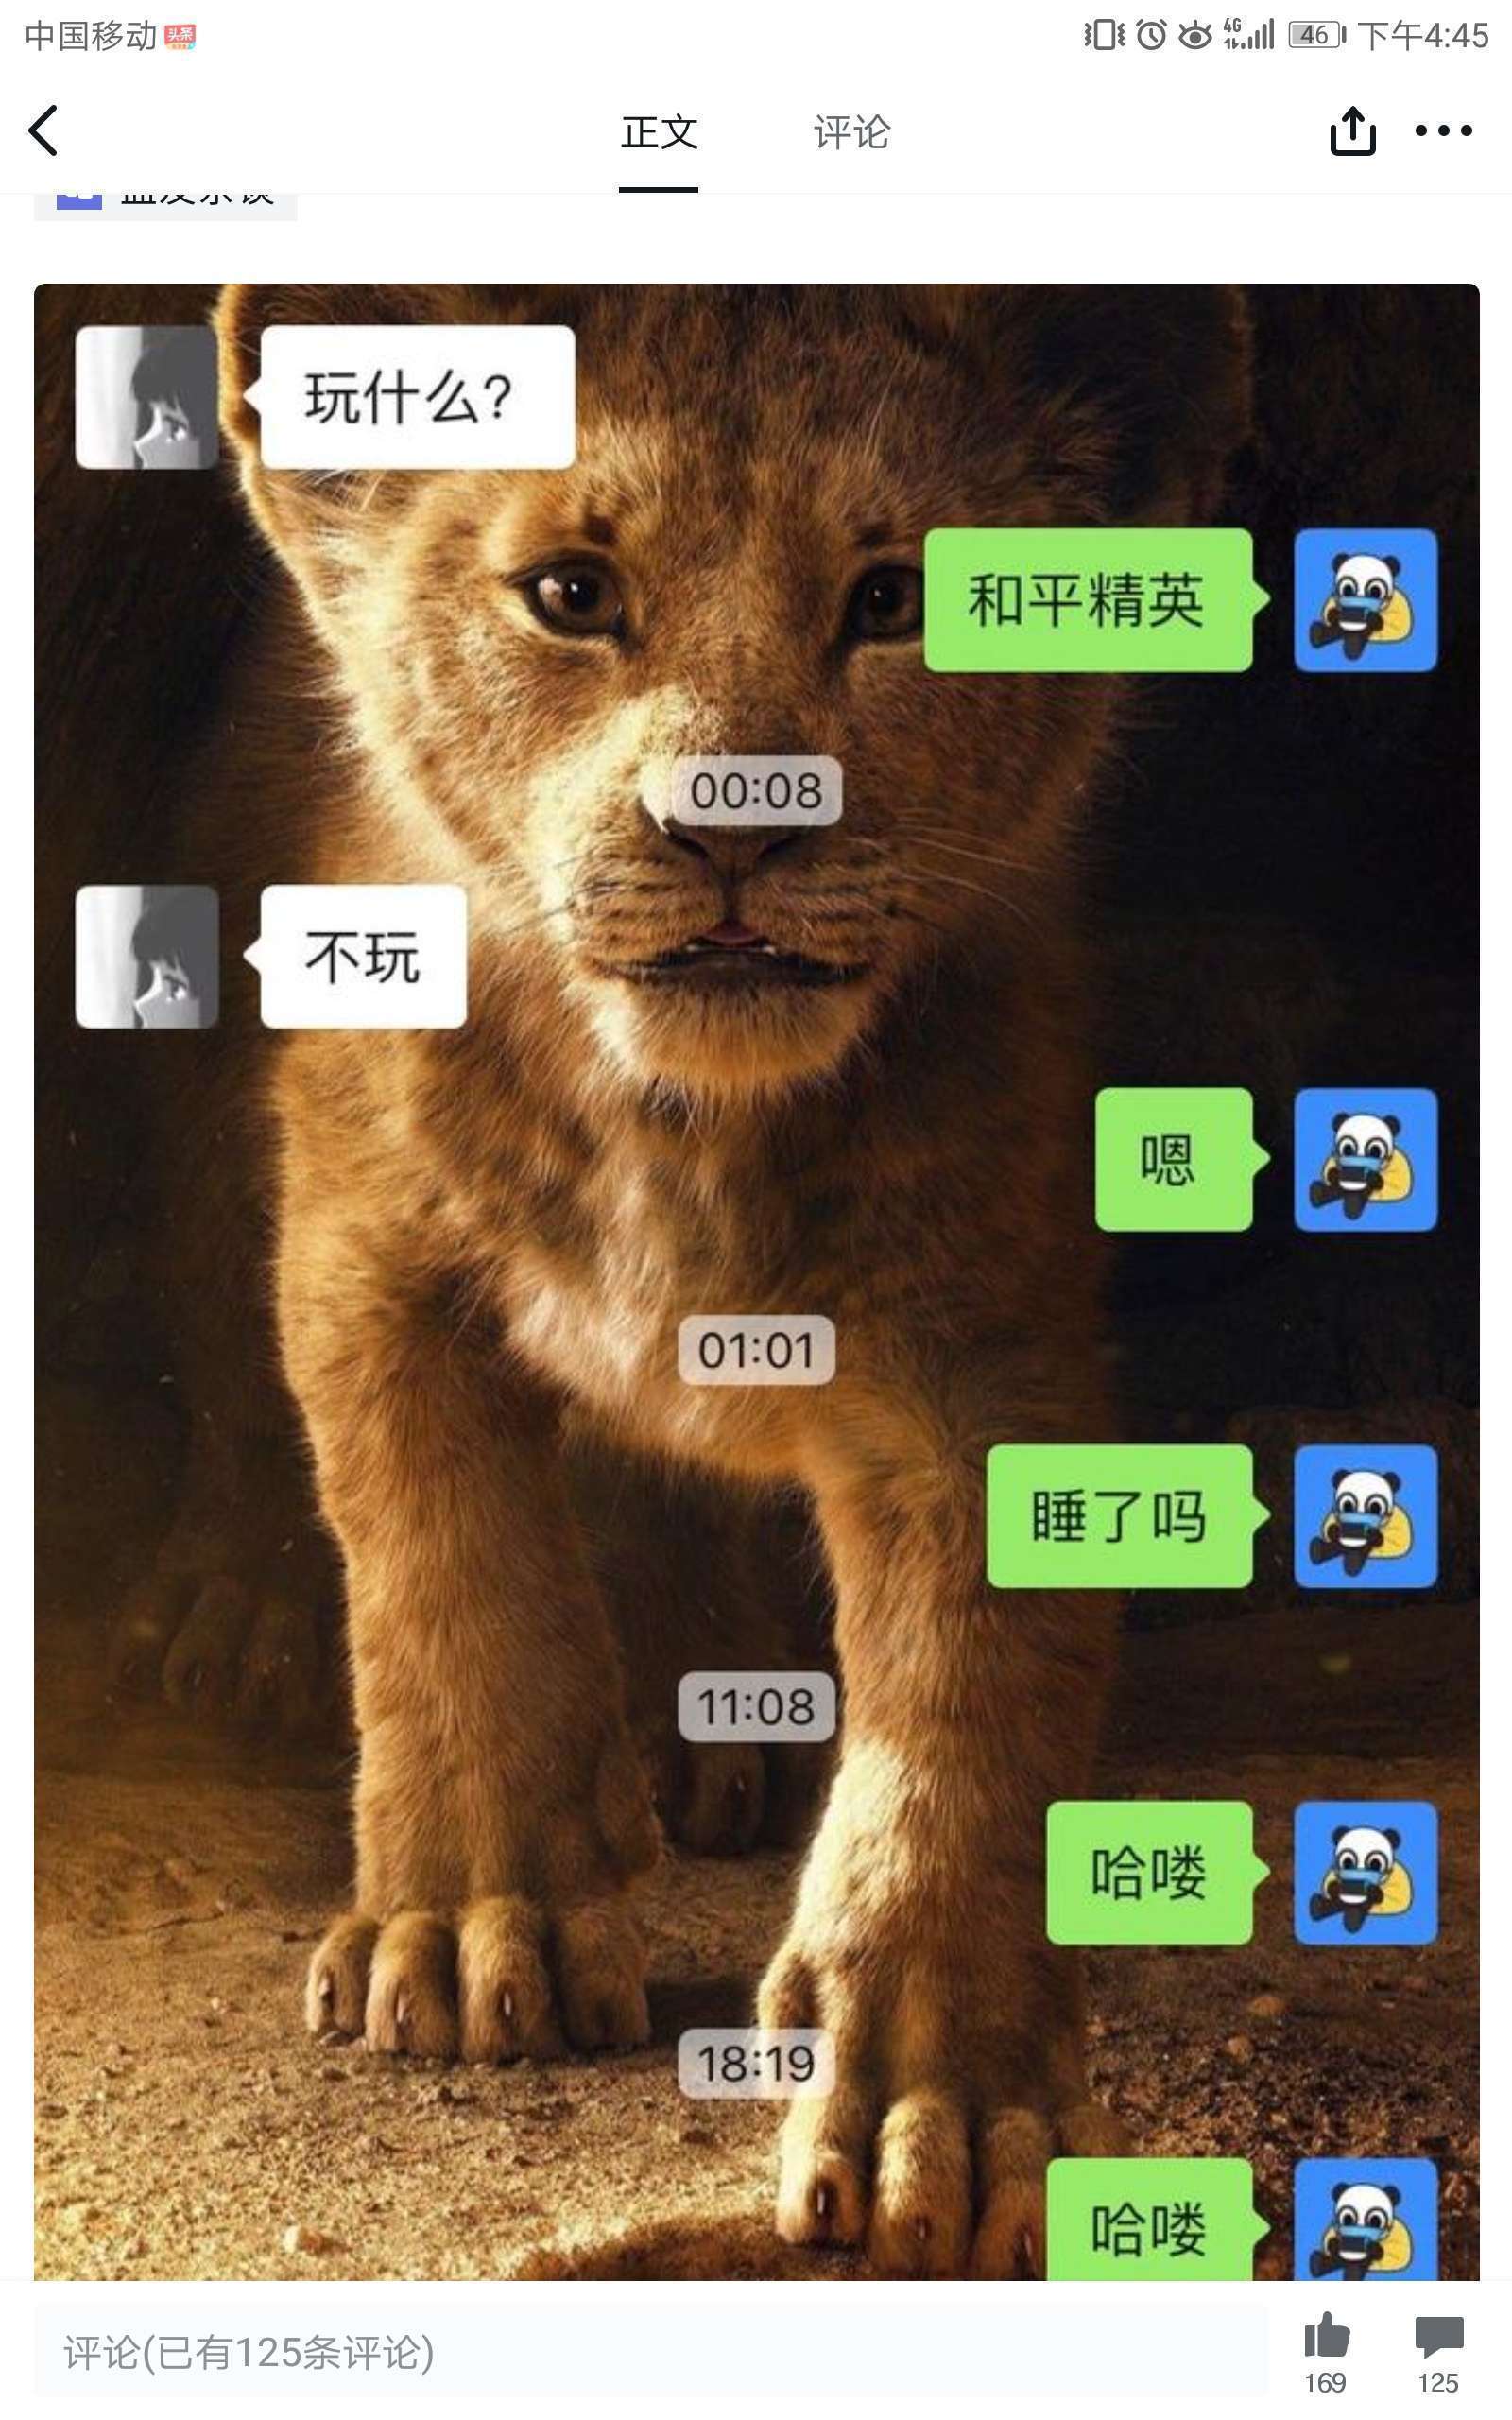 中国移动 头条 4G 46 下午4:45
正文 评论
玩什么?
和平精英
00:08
不玩
嗯
01:01
睡了吗
11:08
哈喽
18:19
哈喽
评论(已有125条评论)
169 125